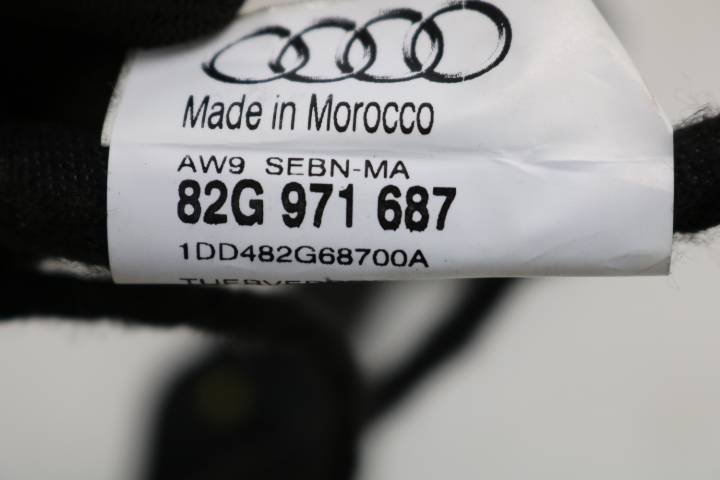 Made in Morocco
AW9 SEBN-MA
82G 971 687
1DD482G68700A